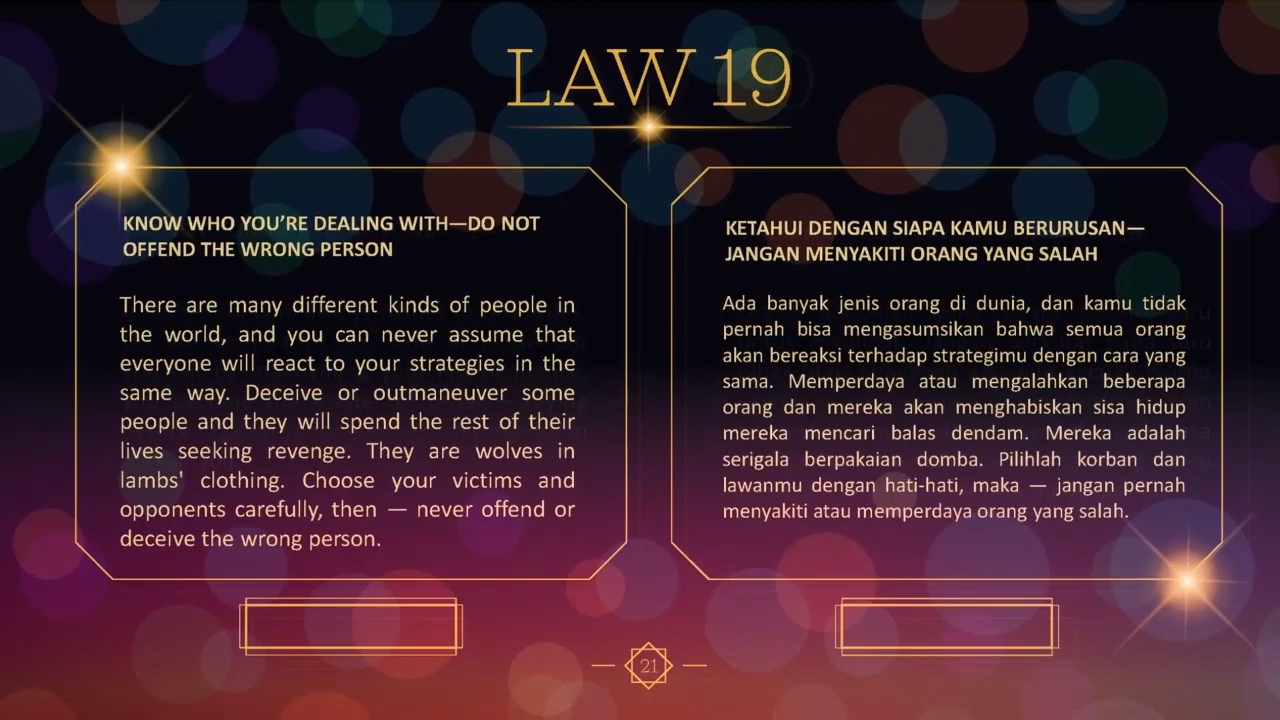 LAW 19
KNOW WHO YOU'RE DEALING WITH—DO NOT
OFFEND THE WRONG PERSON
There are many different kinds of people in
the world, and you can never assume that
everyone will react to your strategies in the
same way. Deceive or outmaneuver some
people and they will spend the rest of their
lives seeking revenge. They are wolves in
lambs' clothing. Choose your victims and
opponents carefully, then — never offend or
deceive the wrong person.
KETAHUI DENGAN SIAPA KAMU BERURUSAN—
JANGAN MENYAKITI ORANG YANG SALAH
Ada banyak jenis orang di dunia, dan kamu tidak
pernah bisa mengasumsikan bahwa semua orang
akan bereaksi terhadap strategimu dengan cara yang
sama. Memperdaya atau mengalahkan beberapa
orang dan mereka akan menghabiskan sisa hidup
mereka mencari balas dendam. Mereka adalah
serigala berpakaian domba. Pilihlah korban dan
lawanmu dengan hati-hati, maka — jangan pernah
menyakiti atau memperdaya orang yang salah.
21